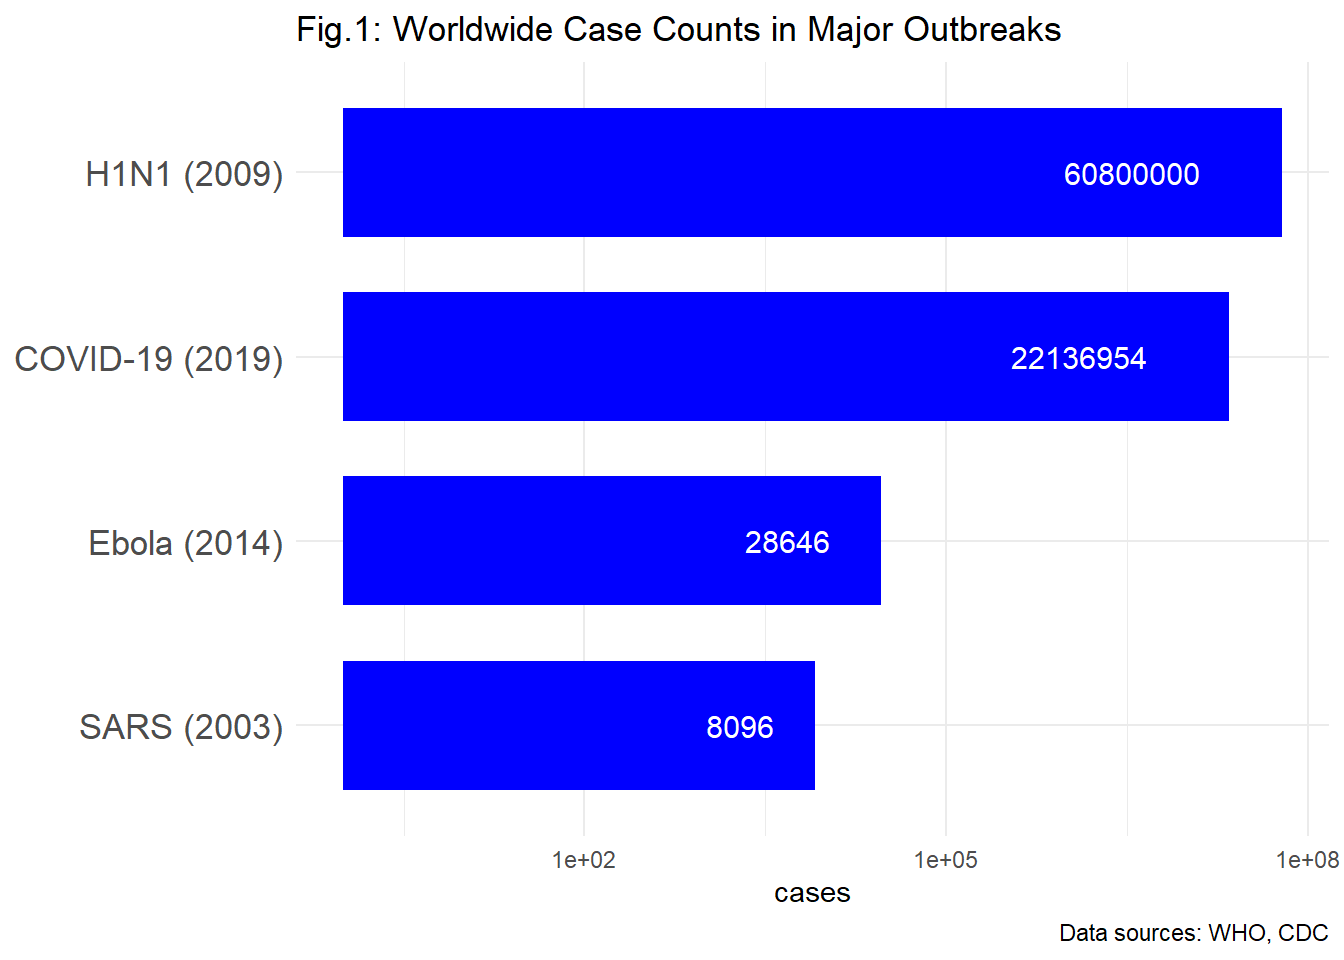 Fig.1: Worldwide Case Counts in Major Outbreaks
H1N1 (2009)
60800000
COVID-19 (2019)
22136954
Ebola (2014)
28646
SARS (2003)
8096
1e+02
1e+05
1e+08
cases
Data sources: WHO, CDC